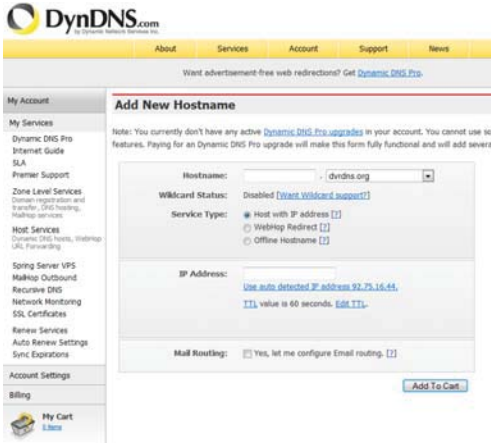 DynDNS.com
by Dynamic Network Services Inc.
About Services Account Support News
Want advertisement-free web redirections? Get Dynamic DNS Pro.
My Account
My Services
Dynamic DNS Pro
Internet Guide
SLA
Premier Support
Zone Level Services
Domain registration and
transfer, DNS hosting,
MailHop services
Host Services
Dynamic DNS hosts, WebHop
URL Forwarding
Spring Server VPS
MailHop Outbound
Recursive DNS
Network Monitoring
SSL Certificates
Renew Services
Auto Renew Settings
Sync Expirations
Account Settings
Billing
My Cart
0 items
Add New Hostname
Note: You currently don't have any active Dynamic DNS Pro upgrades in your account. You cannot use so
features. Paying for an Dynamic DNS Pro upgrade will make this form fully functional and will add severa
Hostname: . dvrdns.org
Wildcard Status: Disabled [Want Wildcard support?]
Service Type: Host with IP address [?]
WebHop Redirect [?]
Offline Hostname [?]
IP Address:
Use auto detected IP address 92.75.16.44.
TTL value is 60 seconds. Edit TTL.
Mail Routing: Yes, let me configure Email routing. [?]
Add To Cart